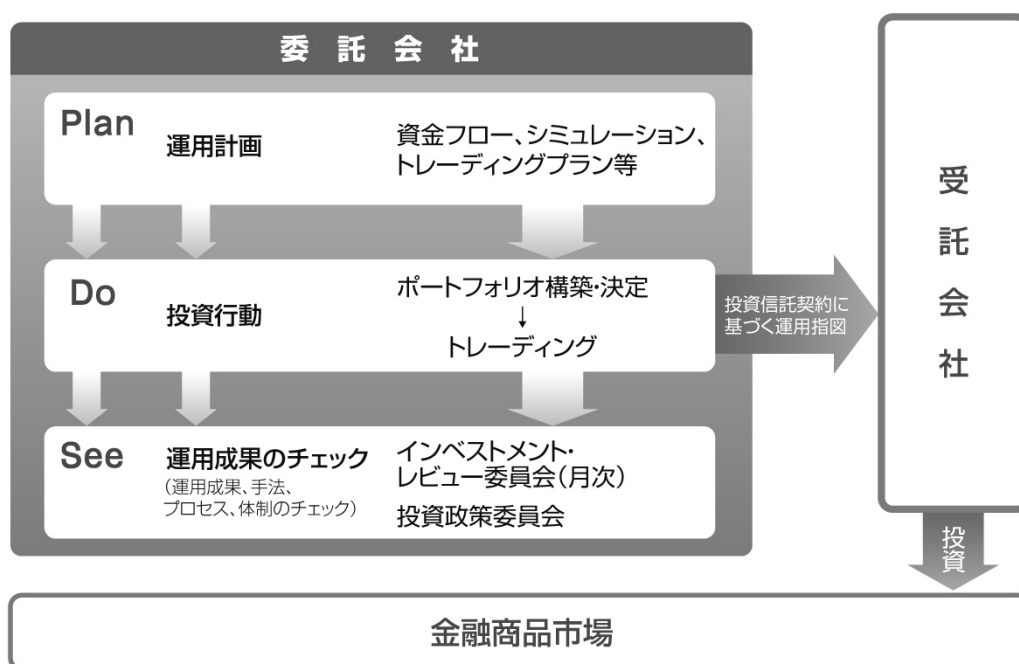 委託会社
Plan
運用計画
資金フロー、シミュレーション、
トレーディングプラン等
Do
投資行動
ポートフォリオ構築・決定
↓
トレーディング
投資信託契約に
基づく運用指図
See
運用成果のチェック
(運用成果、手法、
プロセス、体制のチェック)
インベストメント・
レビュー委員会(月次)
投資政策委員会
受託会社
投資
金融商品市場